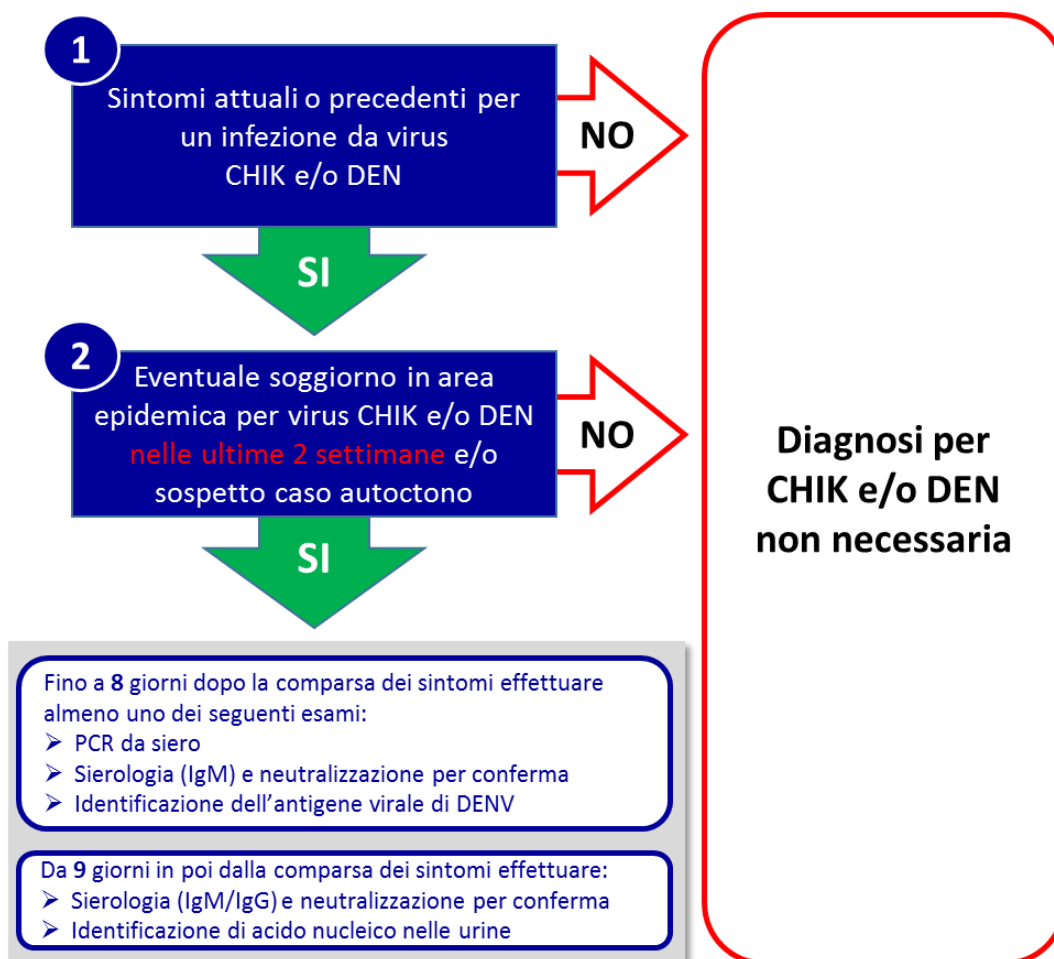 1
Sintomi attuali o precedenti per
un infezione da virus
CHIK e/o DEN
NO
SI
2
Eventuale soggiorno in area
epidemica per virus CHIK e/o DEN
nelle ultime 2 settimane e/o
sospetto caso autoctono
NO
SI
Diagnosi per
CHIK e/o DEN
non necessaria
Fino a 8 giorni dopo la comparsa dei sintomi effettuare
almeno uno dei seguenti esami:
➢ PCR da siero
➢ Sierologia (IgM) e neutralizzazione per conferma
➢ Identificazione dell’antigene virale di DENV
Da 9 giorni in poi dalla comparsa dei sintomi effettuare:
➢ Sierologia (IgM/IgG) e neutralizzazione per conferma
➢ Identificazione di acido nucleico nelle urine